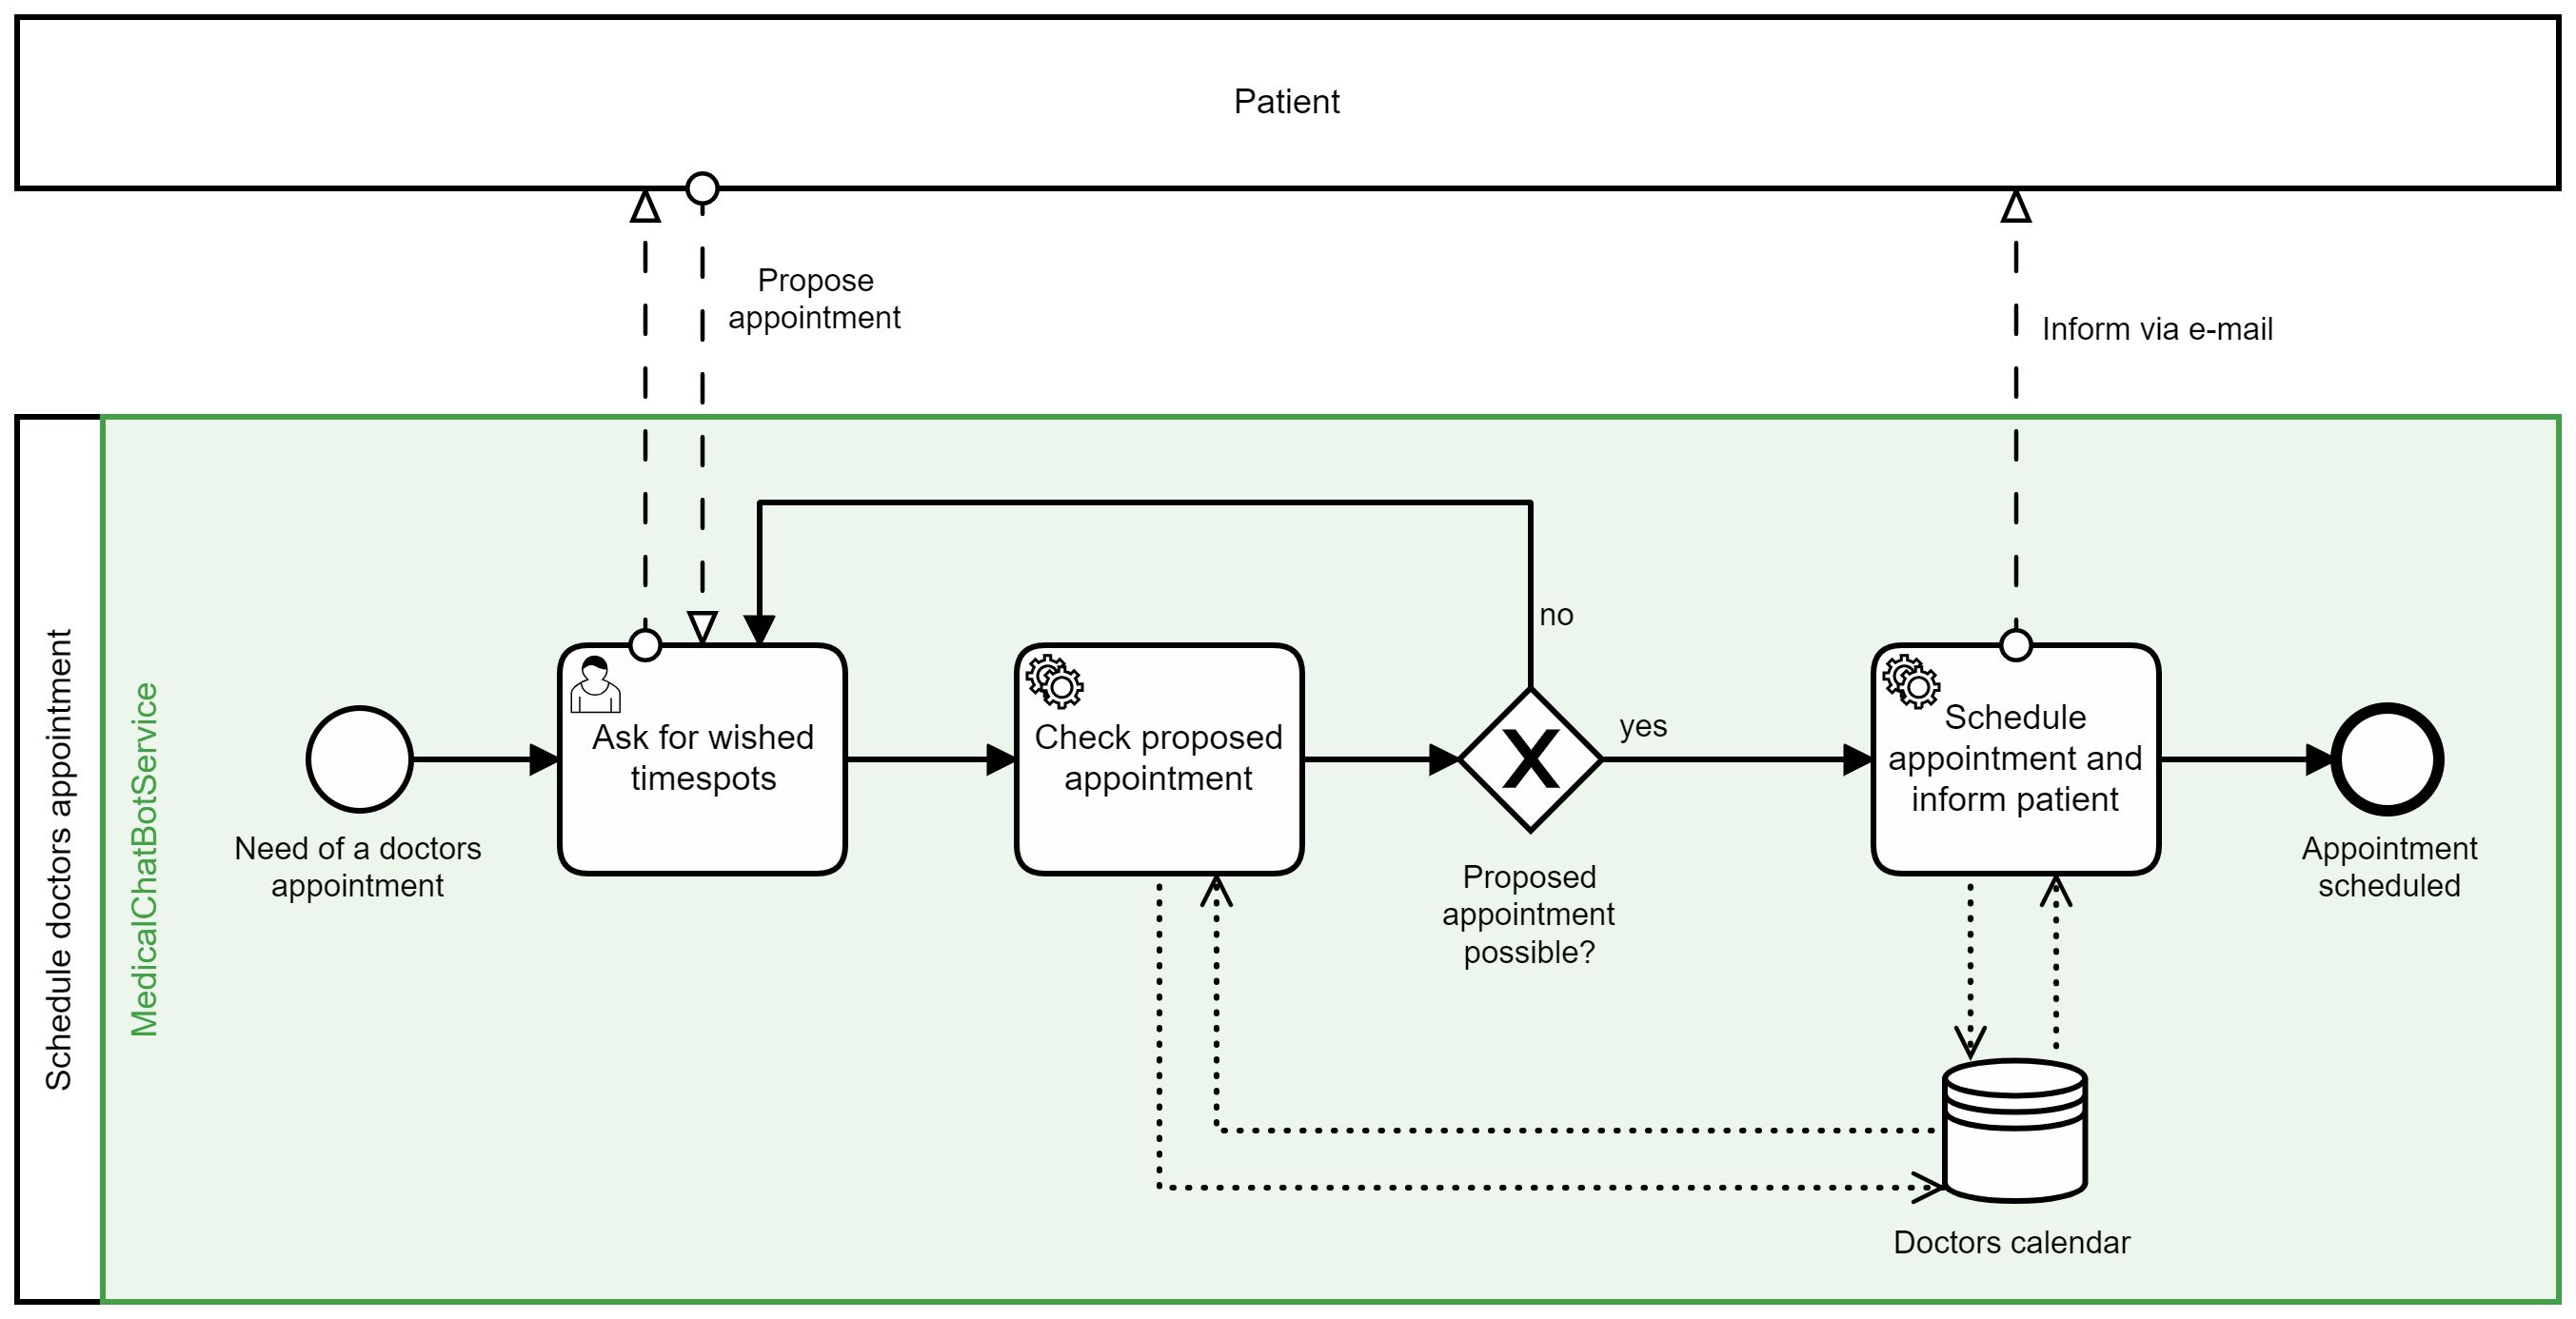 Patient
Propose
appointment
Inform via e-mail
Schedule doctors appointment
MedicalChatBotService
no
yes
Need of a doctors
appointment
Ask for wished
timespots
Check proposed
appointment
X
Proposed
appointment
possible?
Schedule
appointment and
inform patient
Appointment
scheduled
Doctors calendar